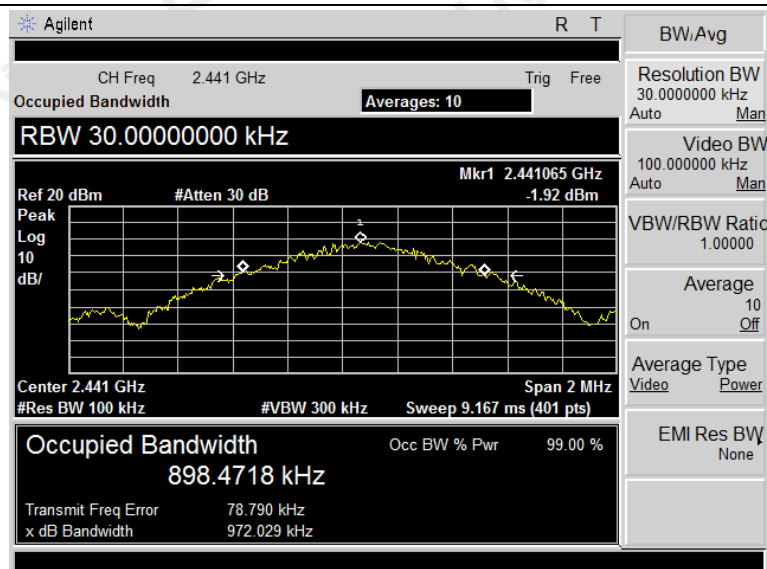 Agilent R T
CH Freq 2.441 GHz Trig Free
Occupied Bandwidth Averages: 10
RBW 30.00000000 kHz
Mkr1 2.441065 GHz
Ref 20 dBm #Atten 30 dB -1.92 dBm
Peak
Log
10
dB/
1
Center 2.441 GHz Span 2 MHz
#Res BW 100 kHz #VBW 300 kHz Sweep 9.167 ms (401 pts)
Occupied Bandwidth Occ BW % Pwr 99.00 %
898.4718 kHz
Transmit Freq Error 78.790 kHz
x dB Bandwidth 972.029 kHz
BW/Avg
Resolution BW
30.0000000 kHz
Auto Man
Video BW
100.000000 kHz
Auto Man
VBW/RBW Ratio
1.00000
Average
10
On Off
Average Type
Video Power
EMI Res BW
None